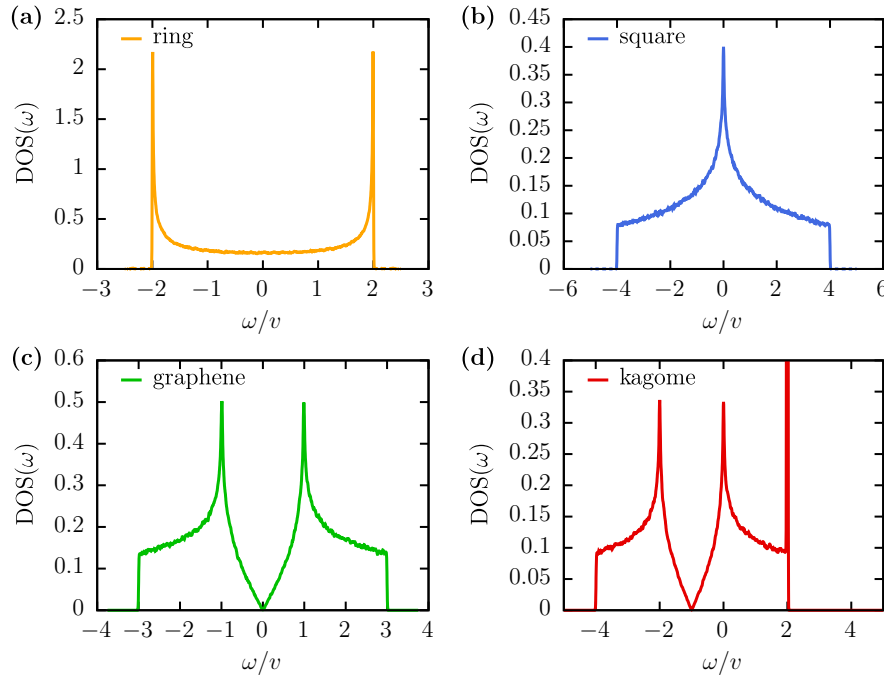 (a)
ring
DOS(ω)
2.5
2
1.5
1
0.5
0
−3 −2 −1 0 1 2 3
ω/v
(b)
square
DOS(ω)
0.45
0.4
0.35
0.3
0.25
0.2
0.15
0.1
0.05
0
−6 −4 −2 0 2 4 6
ω/v
(c)
graphene
DOS(ω)
0.6
0.5
0.4
0.3
0.2
0.1
0
−4 −3 −2 −1 0 1 2 3 4
ω/v
(d)
kagome
DOS(ω)
0.4
0.35
0.3
0.25
0.2
0.15
0.1
0.05
0
−4 −2 0 2 4
ω/v